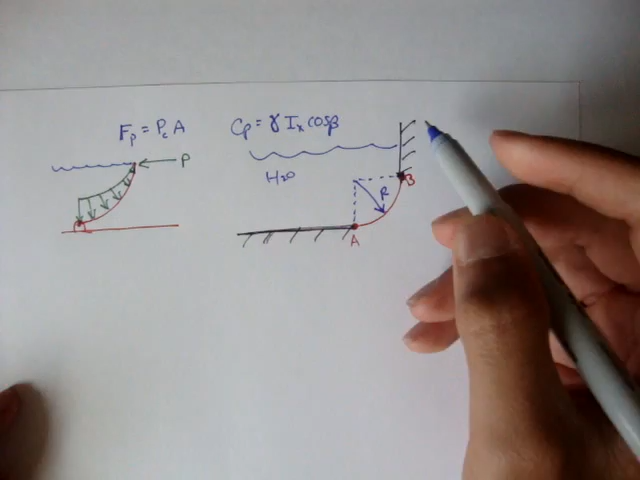 Fp = Pc A
Cp = γ Ix cosβ
P
H2O
R
B
A